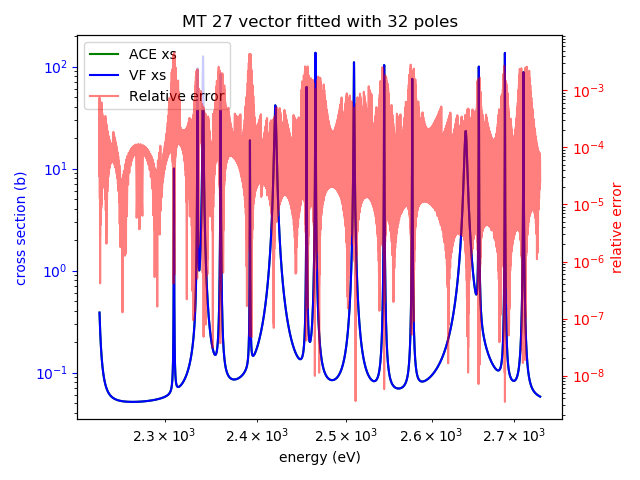 MT 27 vector fitted with 32 poles
ACE xs
VF xs
Relative error
cross section (b)
10²
10¹
10⁰
10⁻¹
10⁻³
10⁻⁴
10⁻⁵
10⁻⁶
10⁻⁷
10⁻⁸
relative error
2.3 × 10³ 2.4 × 10³ 2.5 × 10³ 2.6 × 10³ 2.7 × 10³
energy (eV)